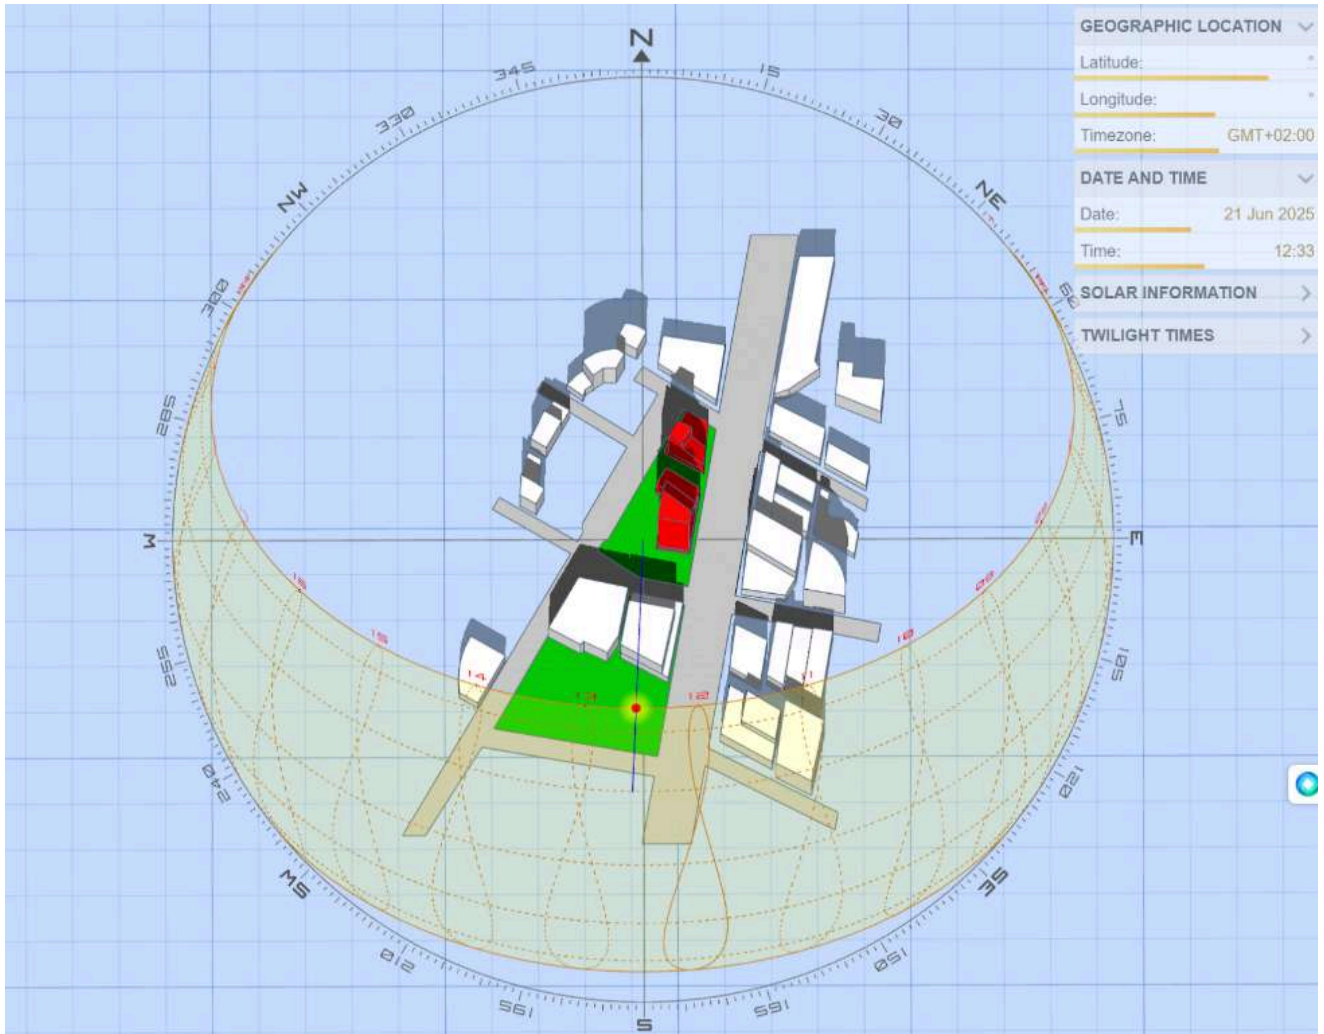 GEOGRAPHIC LOCATION
Latitude: °
Longitude: °
Timezone: GMT+02:00
DATE AND TIME
Date: 21 Jun 2025
Time: 12:33
SOLAR INFORMATION
TWILIGHT TIMES
N
345
15
330
30
NW
NE
300
60
285
75
W
E
255
105
240
120
SW
SE
210
150
195
165
S
15
14
13
12
11
10